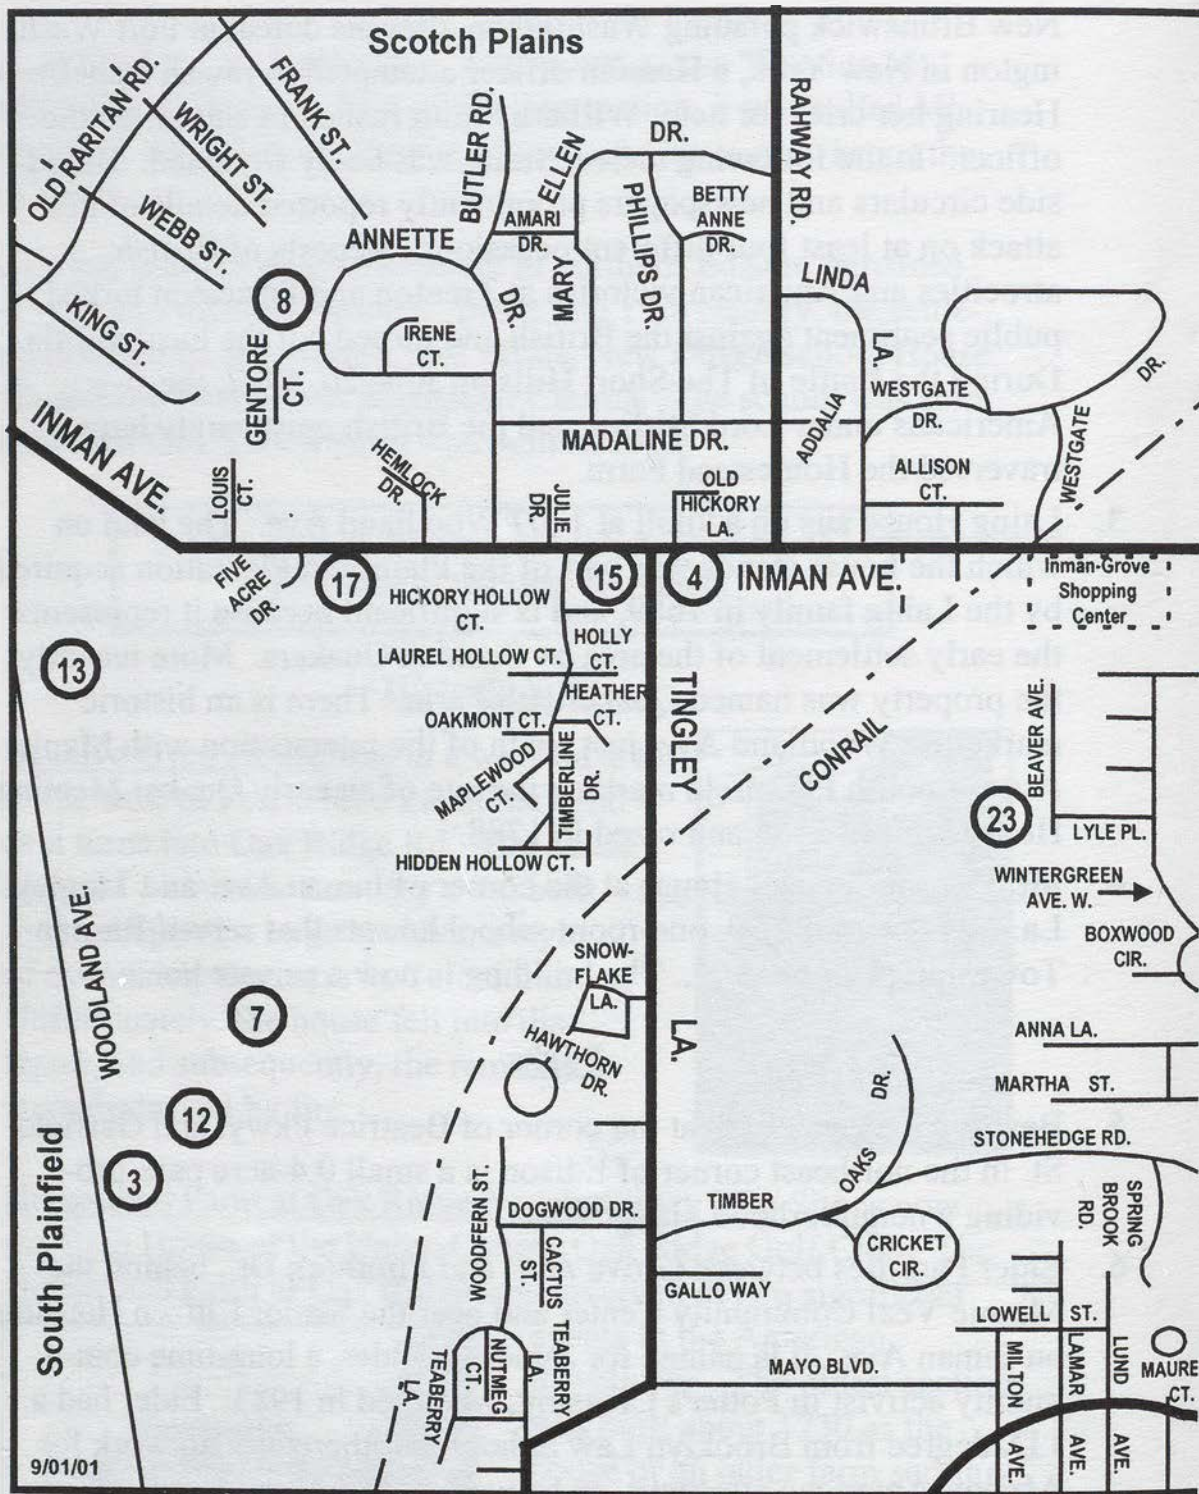 Scotch Plains
OLD RARITAN RD.
FRANK ST.
WRIGHT ST.
WEBB ST.
KING ST.
BUTLER RD.
ELLEN
DR.
RAHWAY RD.
AMARI
DR.
MARY
PHILLIPS DR.
BETTY
ANNE
DR.
ANNETTE
DR.
8
IRENE
CT.
GENTORE
CT.
LINDA
LA.
ADDALIA
WESTGATE
DR.
WESTGATE
DR.
MADALINE DR.
ALLISON
CT.
INMAN AVE.
LOUIS
CT.
HEMLOCK
DR.
JULIE
DR.
OLD
HICKORY
LA.
FIVE
ACRE
DR.
17
15
4
INMAN AVE.
Inman-Grove
Shopping
Center
HICKORY HOLLOW
CT.
HOLLY
CT.
LAUREL HOLLOW CT.
HEATHER
CT.
13
OAKMONT CT.
MAPLEWOOD
CT.
TIMBERLINE
DR.
HIDDEN HOLLOW CT.
TINGLEY
LA.
CONRAIL
BEAVER AVE.
23
LYLE PL.
WINTERGREEN
AVE. W.
BOXWOOD
CIR.
WOODLAND AVE.
SNOW-
FLAKE
LA.
HAWTHORN
DR.
7
12
3
ANNA LA.
MARTHA ST.
STONEHEDGE RD.
TIMBER
OAKS
DR.
CRICKET
CIR.
SPRING
BROOK
RD.
WOODFERN ST.
DOGWOOD DR.
CACTUS
ST.
GALLO WAY
LOWELL ST.
South Plainfield
TEABERRY
LA.
NUTMEG
CT.
TEABERRY
LA.
MAYO BLVD.
MILTON
AVE.
LAMAR
AVE.
LUND
AVE.
MAURE
CT.
9/01/01